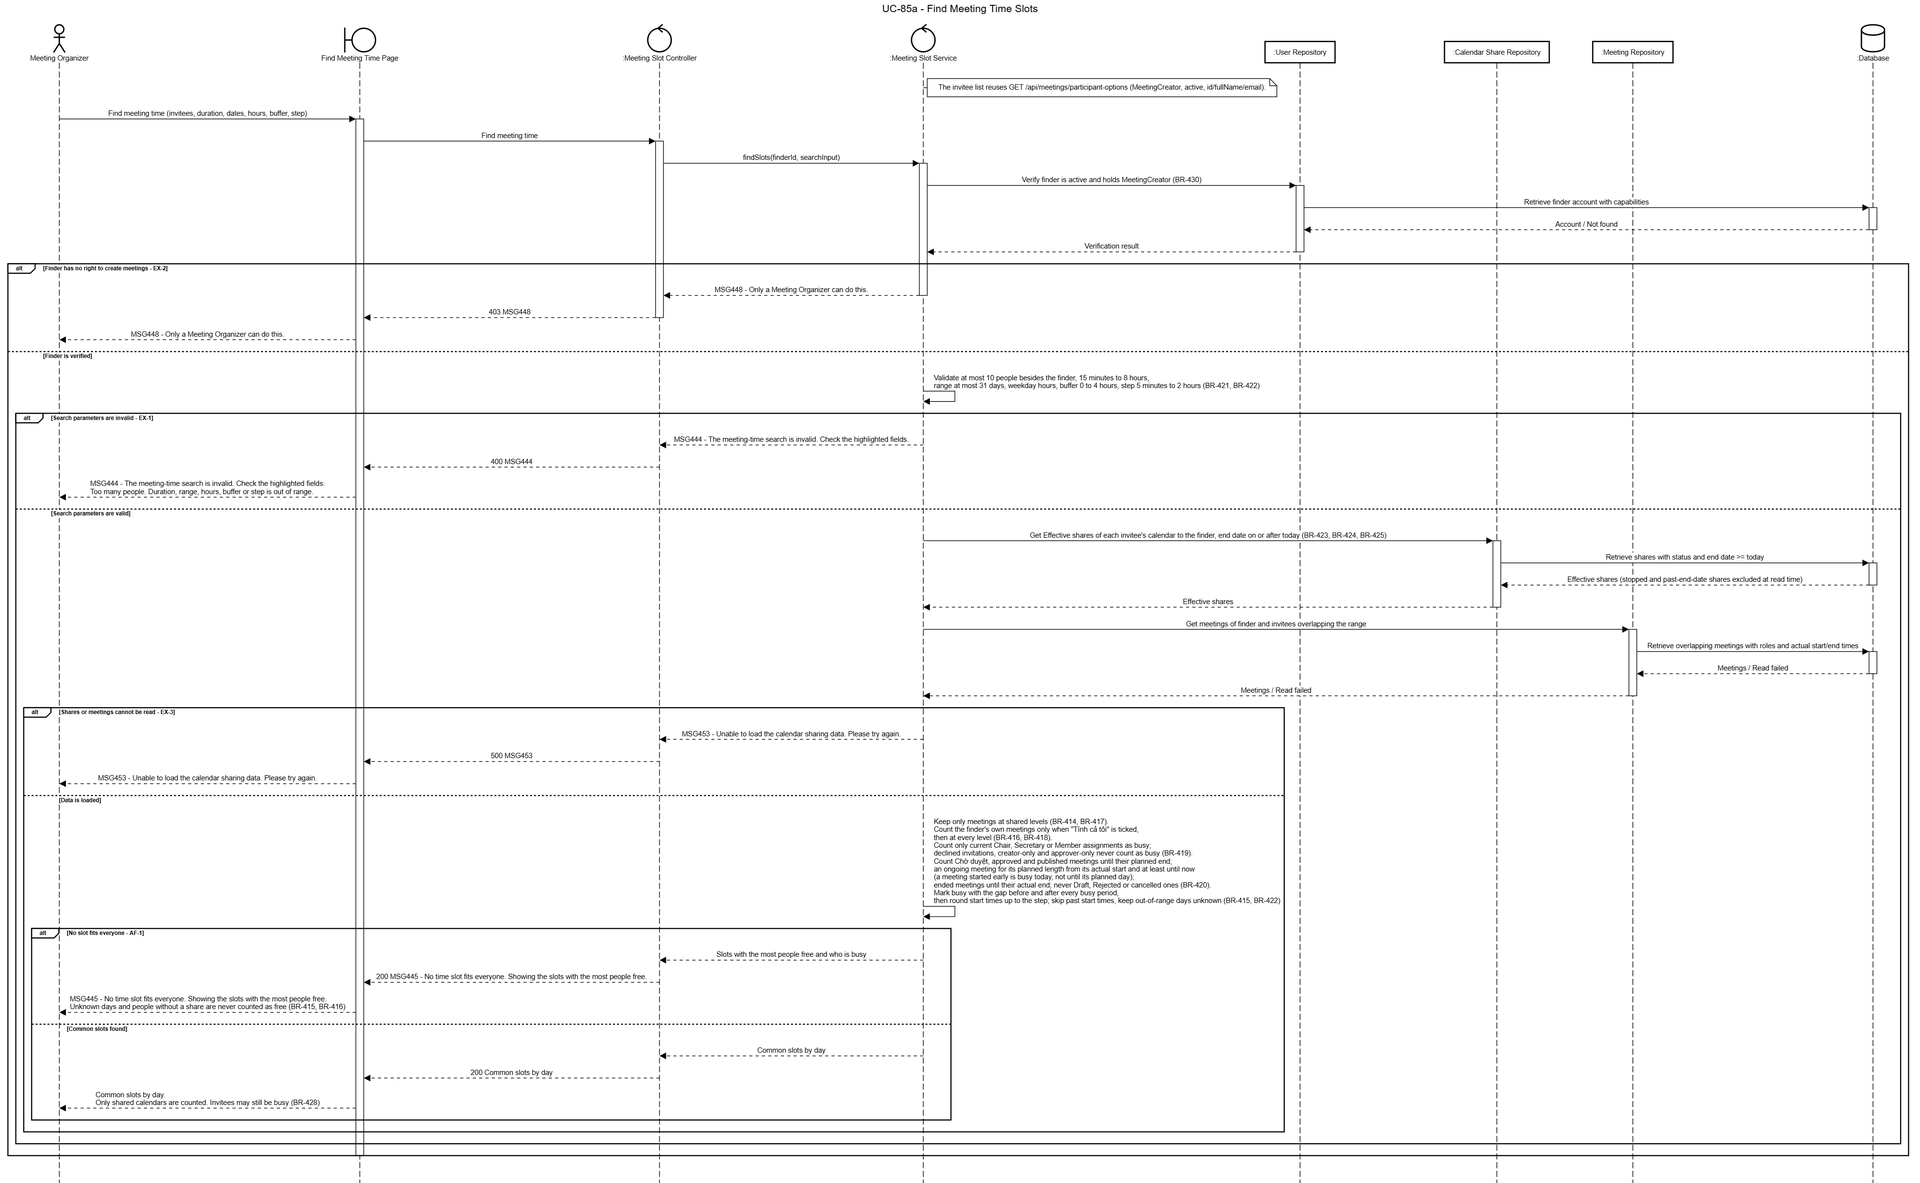 UC-85a - Find Meeting Time Slots
Meeting Organizer
Find Meeting Time Page
:Meeting Slot Controller
:Meeting Slot Service
:User Repository
:Calendar Share Repository
:Meeting Repository
:Database
The invitee list reuses GET /api/meetings/participant-options (MeetingCreator, active, id/fullName/email).
Find meeting time (invitees, duration, dates, hours, buffer, step)
Find meeting time
findSlots(finderId, searchInput)
Verify finder is active and holds MeetingCreator (BR-430)
Retrieve finder account with capabilities
Account / Not found
Verification result
alt
[Finder has no right to create meetings - EX-2]
MSG448 - Only a Meeting Organizer can do this.
403 MSG448
MSG448 - Only a Meeting Organizer can do this.
[Finder is verified]
Validate at most 10 people besides the finder, 15 minutes to 8 hours,
range at most 31 days, weekday hours, buffer 0 to 4 hours, step 5 minutes to 2 hours (BR-421, BR-422)
alt
[Search parameters are invalid - EX-1]
MSG444 - The meeting-time search is invalid. Check the highlighted fields.
400 MSG444
MSG444 - The meeting-time search is invalid. Check the highlighted fields:
Too many people. Duration, range, hours, buffer or step is out of range.
[Search parameters are valid]
Get Effective shares of each invitee's calendar to the finder, end date on or after today (BR-423, BR-424, BR-425)
Retrieve shares with status and end date >= today
Effective shares (stopped and past-end-date shares excluded at read time)
Effective shares
Get meetings of finder and invitees overlapping the range
Retrieve overlapping meetings with roles and actual start/end times
Meetings / Read failed
Meetings / Read failed
alt
[Shares or meetings cannot be read - EX-3]
MSG453 - Unable to load the calendar sharing data. Please try again.
500 MSG453
MSG453 - Unable to load the calendar sharing data. Please try again.
[Data is loaded]
Keep only meetings at shared levels (BR-414, BR-417).
Count the finder's own meetings only when "Tính cả tôi" is ticked,
then at every level (BR-416, BR-418).
Count only current Chair, Secretary or Member assignments as busy;
declined invitations, creator-only and approver-only never count as busy (BR-419).
Count Chờ duyệt, approved and published meetings until their planned end;
an ongoing meeting for its planned length from its actual start and at least until now
(a meeting started early is busy today, not until its planned day);
ended meetings until their actual end; never Draft, Rejected or cancelled ones (BR-420).
Mark busy with the gap before and after every busy period,
then round start times up to the step; skip past start times, keep out-of-range days unknown (BR-415, BR-422)
alt
[No slot fits everyone - AF-1]
Slots with the most people free and who is busy
200 MSG445 - No time slot fits everyone. Showing the slots with the most people free.
MSG445 - No time slot fits everyone. Showing the slots with the most people free.
Unknown days and people without a share are never counted as free (BR-415, BR-416)
[Common slots found]
Common slots by day
200 Common slots by day
Common slots by day.
Only shared calendars are counted. Invitees may still be busy (BR-428)